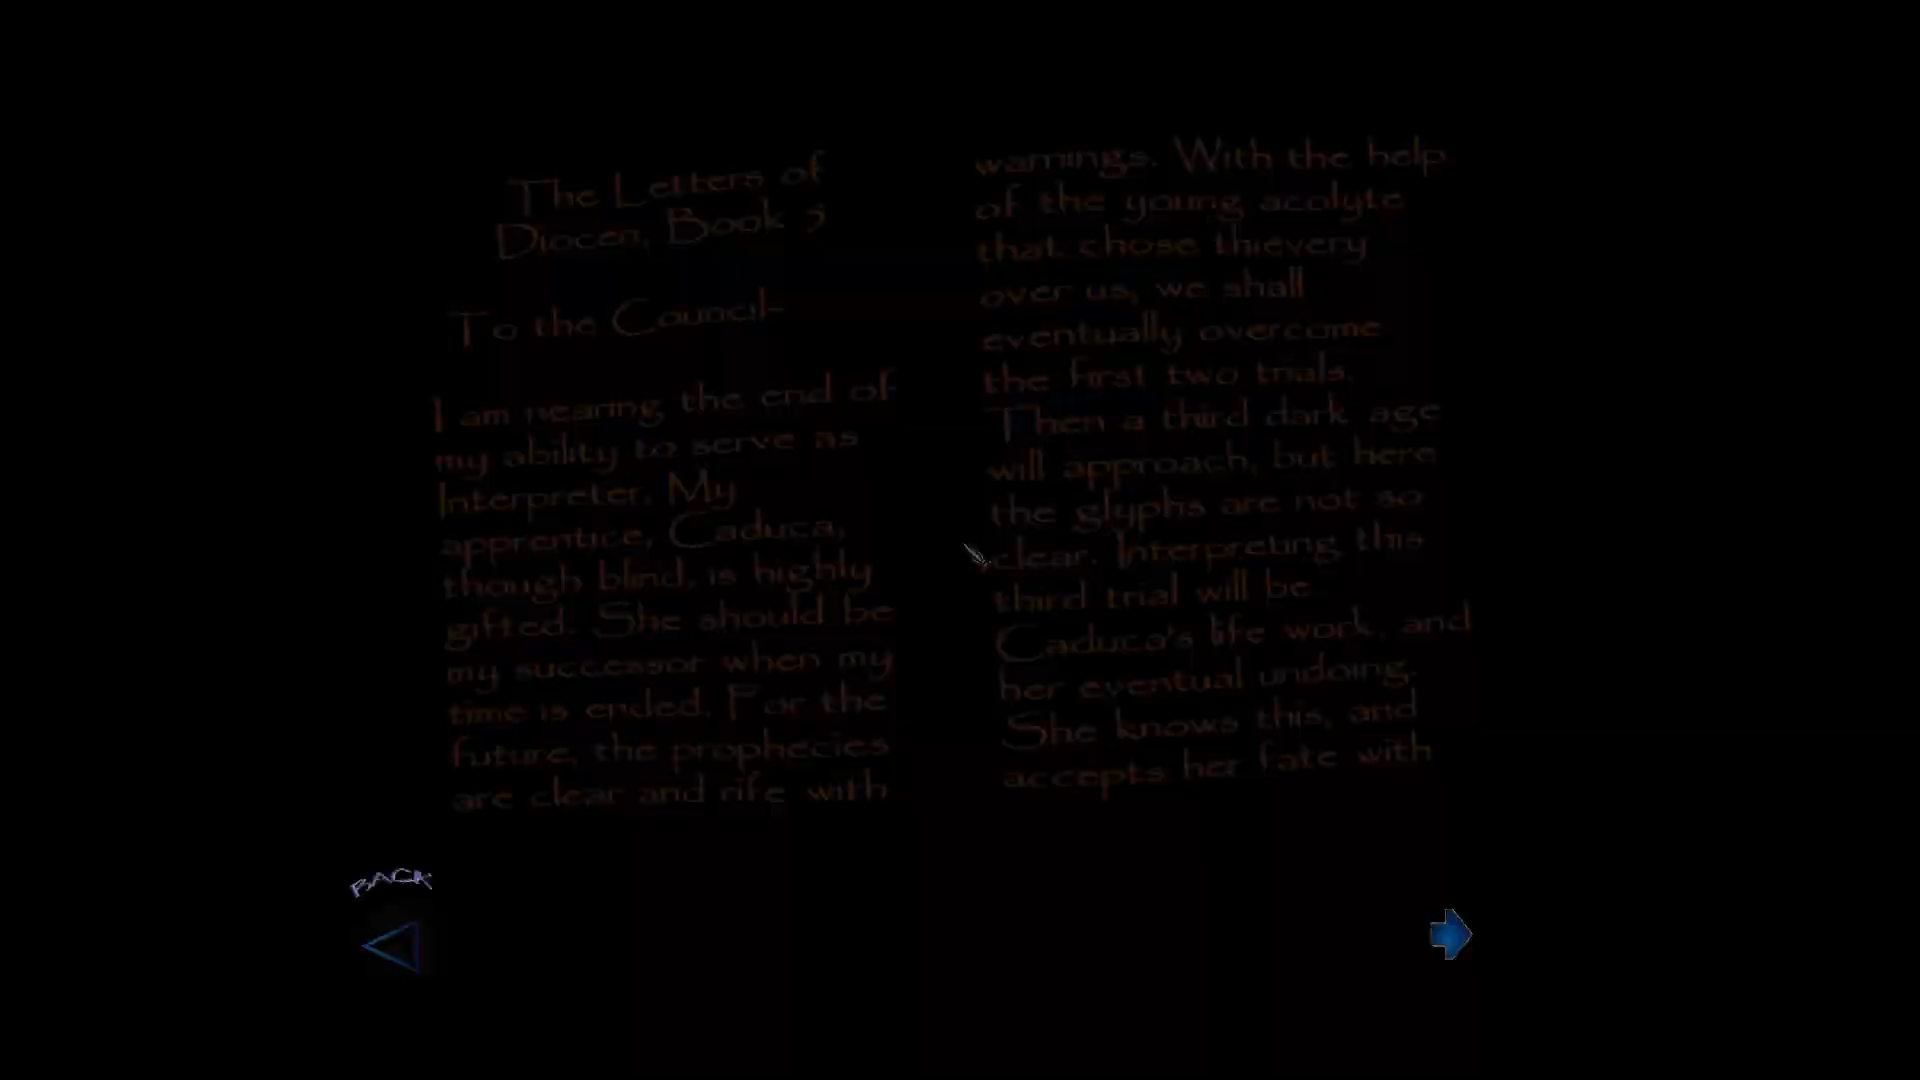 The Letters of
Diocen, Book 5
To the Council-
I am nearing the end of
my ability to serve as
Interpreter. My
apprentice, Caduca,
though blind, is highly
gifted. She should be
my successor when my
time is ended. For the
future, the prophecies
are clear and rife with
warnings. With the help
of the young acolyte
that chose thievery
over us, we shall
eventually overcome
the first two trials.
Then a third dark age
will approach, but here
the glyphs are not so
clear. Interpreting this
third trial will be
Caduca's life work, and
her eventual undoing.
She knows this, and
accepts her fate with
BACK